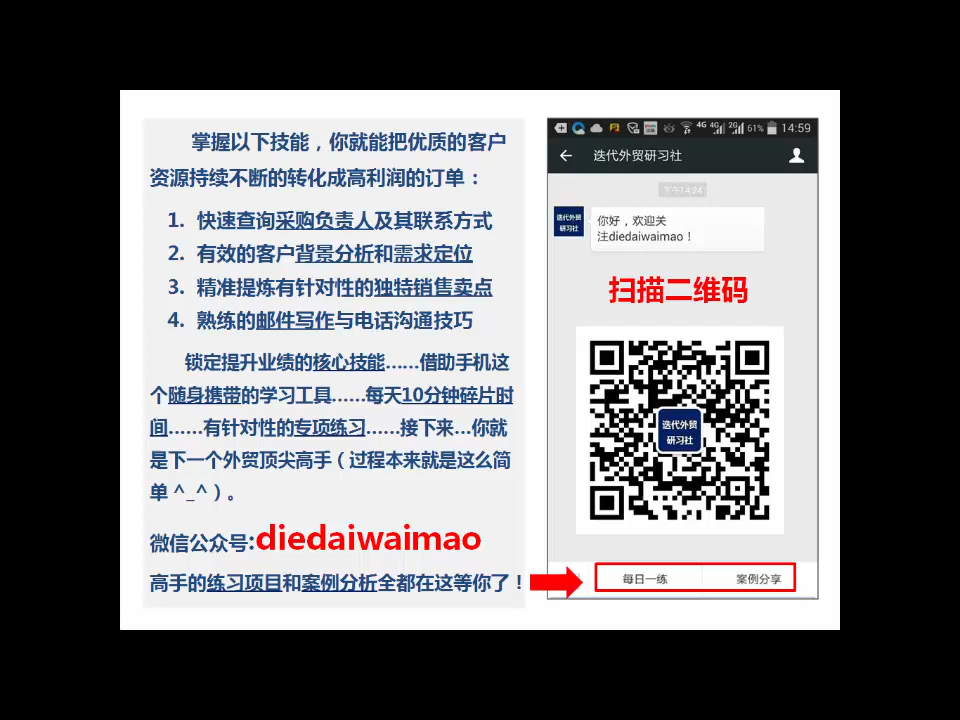 掌握以下技能，你就能把优质的客户
资源持续不断的转化成高利润的订单：
1. 快速查询采购负责人及其联系方式
2. 有效的客户背景分析和需求定位
3. 精准提炼有针对性的独特销售卖点
4. 熟练的邮件写作与电话沟通技巧
锁定提升业绩的核心技能……借助手机这
个随身携带的学习工具……每天10分钟碎片时
间……有针对性的专项练习……接下来…你就
是下一个外贸顶尖高手（过程本来就是这么简
单 ^_^）。
微信公众号:diedaiwaimao
高手的练习项目和案例分析全都在这等你了！
4G 4G 2G 61% 14:59
迭代外贸研习社
下午14:24
迭代外贸
研习社
你好，欢迎关
注diedaiwaimao！
扫描二维码
迭代外贸
研习社
每日一练 案例分享